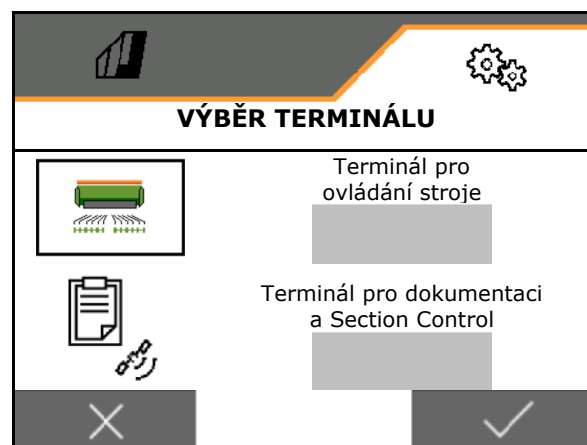 VÝBĚR TERMINÁLU
Terminál pro
ovládání stroje
Terminál pro dokumentaci
a Section Control